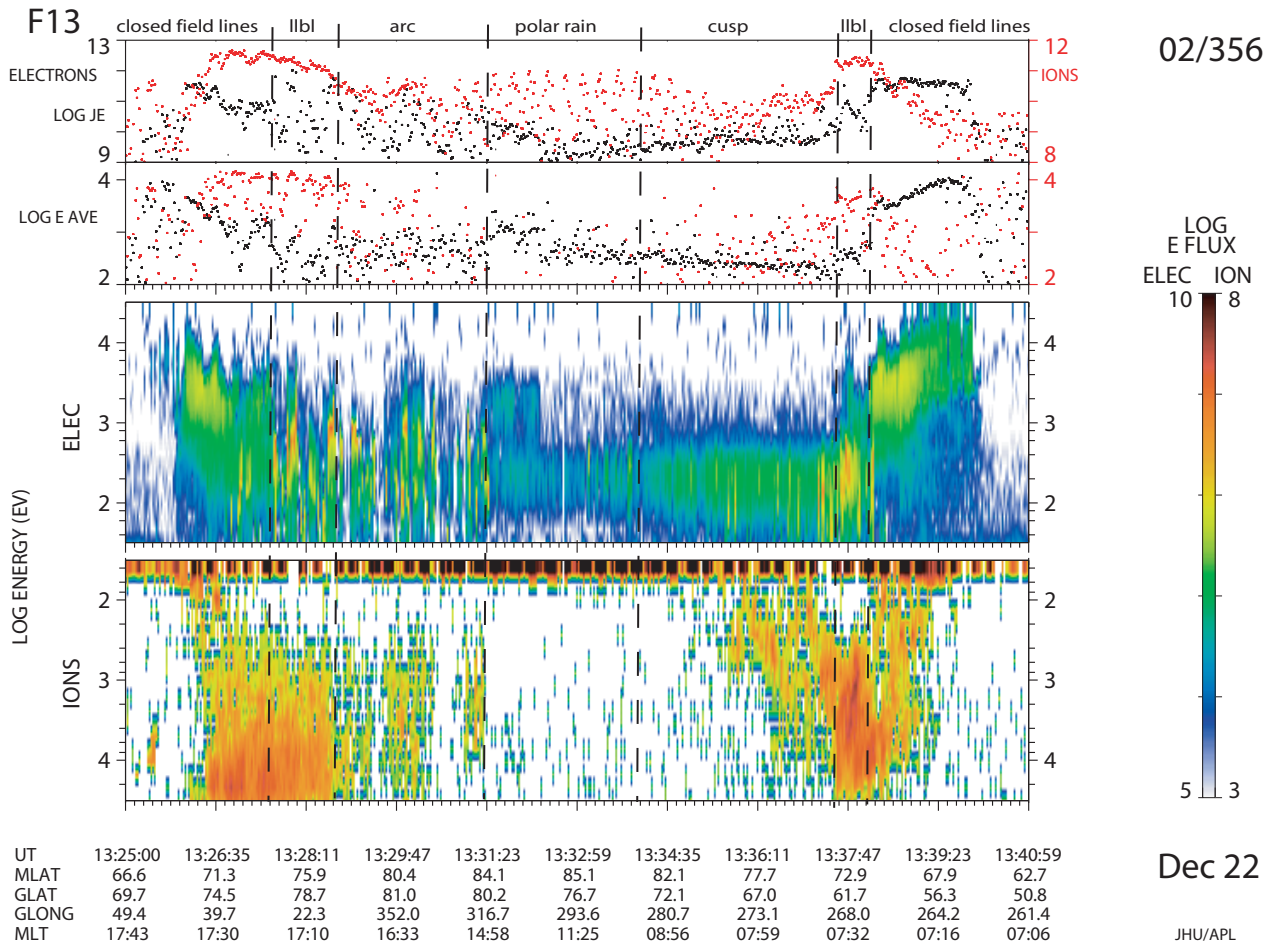 F13
closed field lines llbl arc polar rain cusp llbl closed field lines
02/356
13 12
ELECTRONS IONS
LOG JE
9 8
4 4
LOG E AVE
2 2
LOG
E FLUX
ELEC ION
10 8
5 3
LOG ENERGY (EV)
ELEC
4 4
3 3
2 2
IONS
2 2
3 3
4 4
UT 13:25:00 13:26:35 13:28:11 13:29:47 13:31:23 13:32:59 13:34:35 13:36:11 13:37:47 13:39:23 13:40:59
MLAT 66.6 71.3 75.9 80.4 84.1 85.1 82.1 77.7 72.9 67.9 62.7
GLAT 69.7 74.5 78.7 81.0 80.2 76.7 72.1 67.0 61.7 56.3 50.8
GLONG 49.4 39.7 22.3 352.0 316.7 293.6 280.7 273.1 268.0 264.2 261.4
MLT 17:43 17:30 17:10 16:33 14:58 11:25 08:56 07:59 07:32 07:16 07:06
Dec 22
JHU/APL